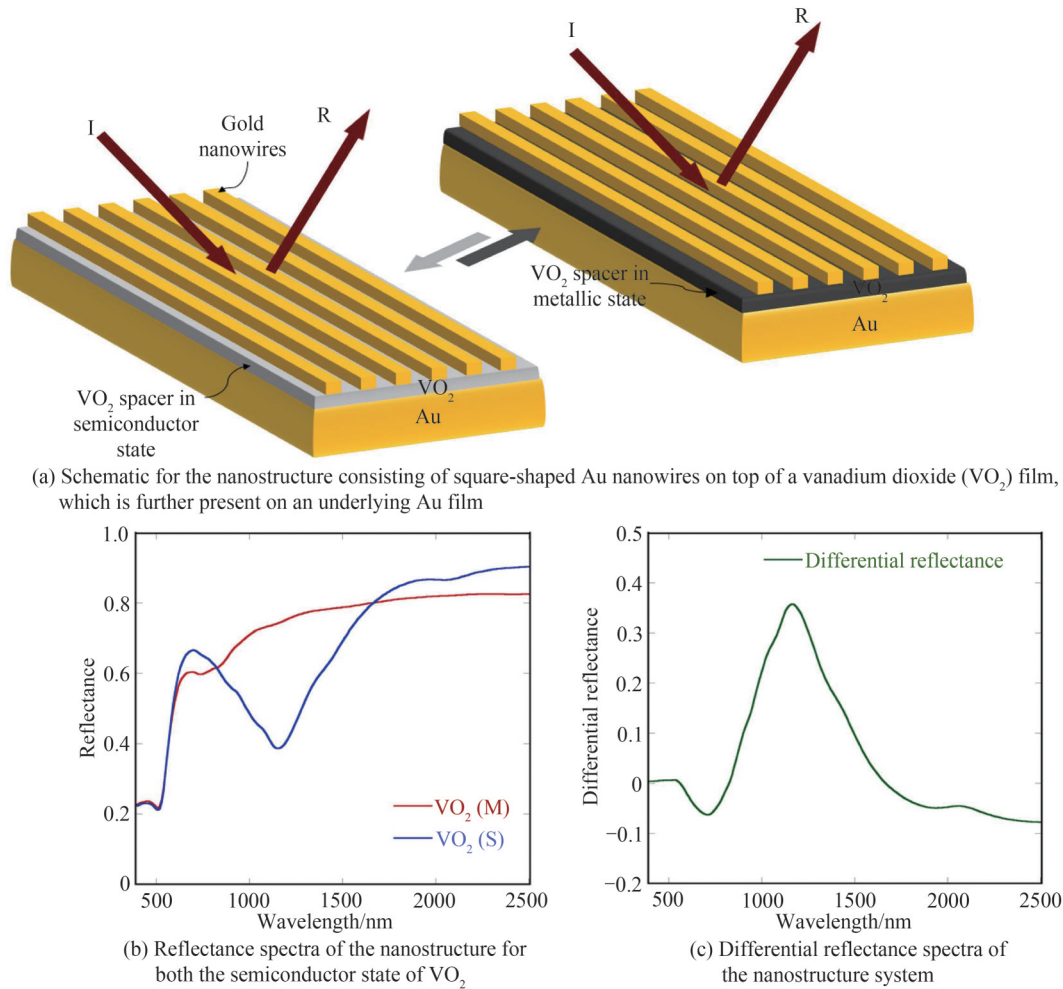 I
R
Gold
nanowires
VO₂ spacer in
semiconductor
state
VO₂
Au
I
R
VO₂ spacer in
metallic state
VO₂
Au
(a) Schematic for the nanostructure consisting of square-shaped Au nanowires on top of a vanadium dioxide (VO₂) film,
which is further present on an underlying Au film
1.0
0.8
0.6
0.4
0.2
0
Reflectance
VO₂ (M)
VO₂ (S)
500
1000
1500
2000
2500
Wavelength/nm
(b) Reflectance spectra of the nanostructure for
both the semiconductor state of VO₂
0.5
0.4
0.3
0.2
0.1
0
−0.1
−0.2
Differential reflectance
Differential reflectance
500
1000
1500
2000
2500
Wavelength/nm
(c) Differential reflectance spectra of
the nanostructure system